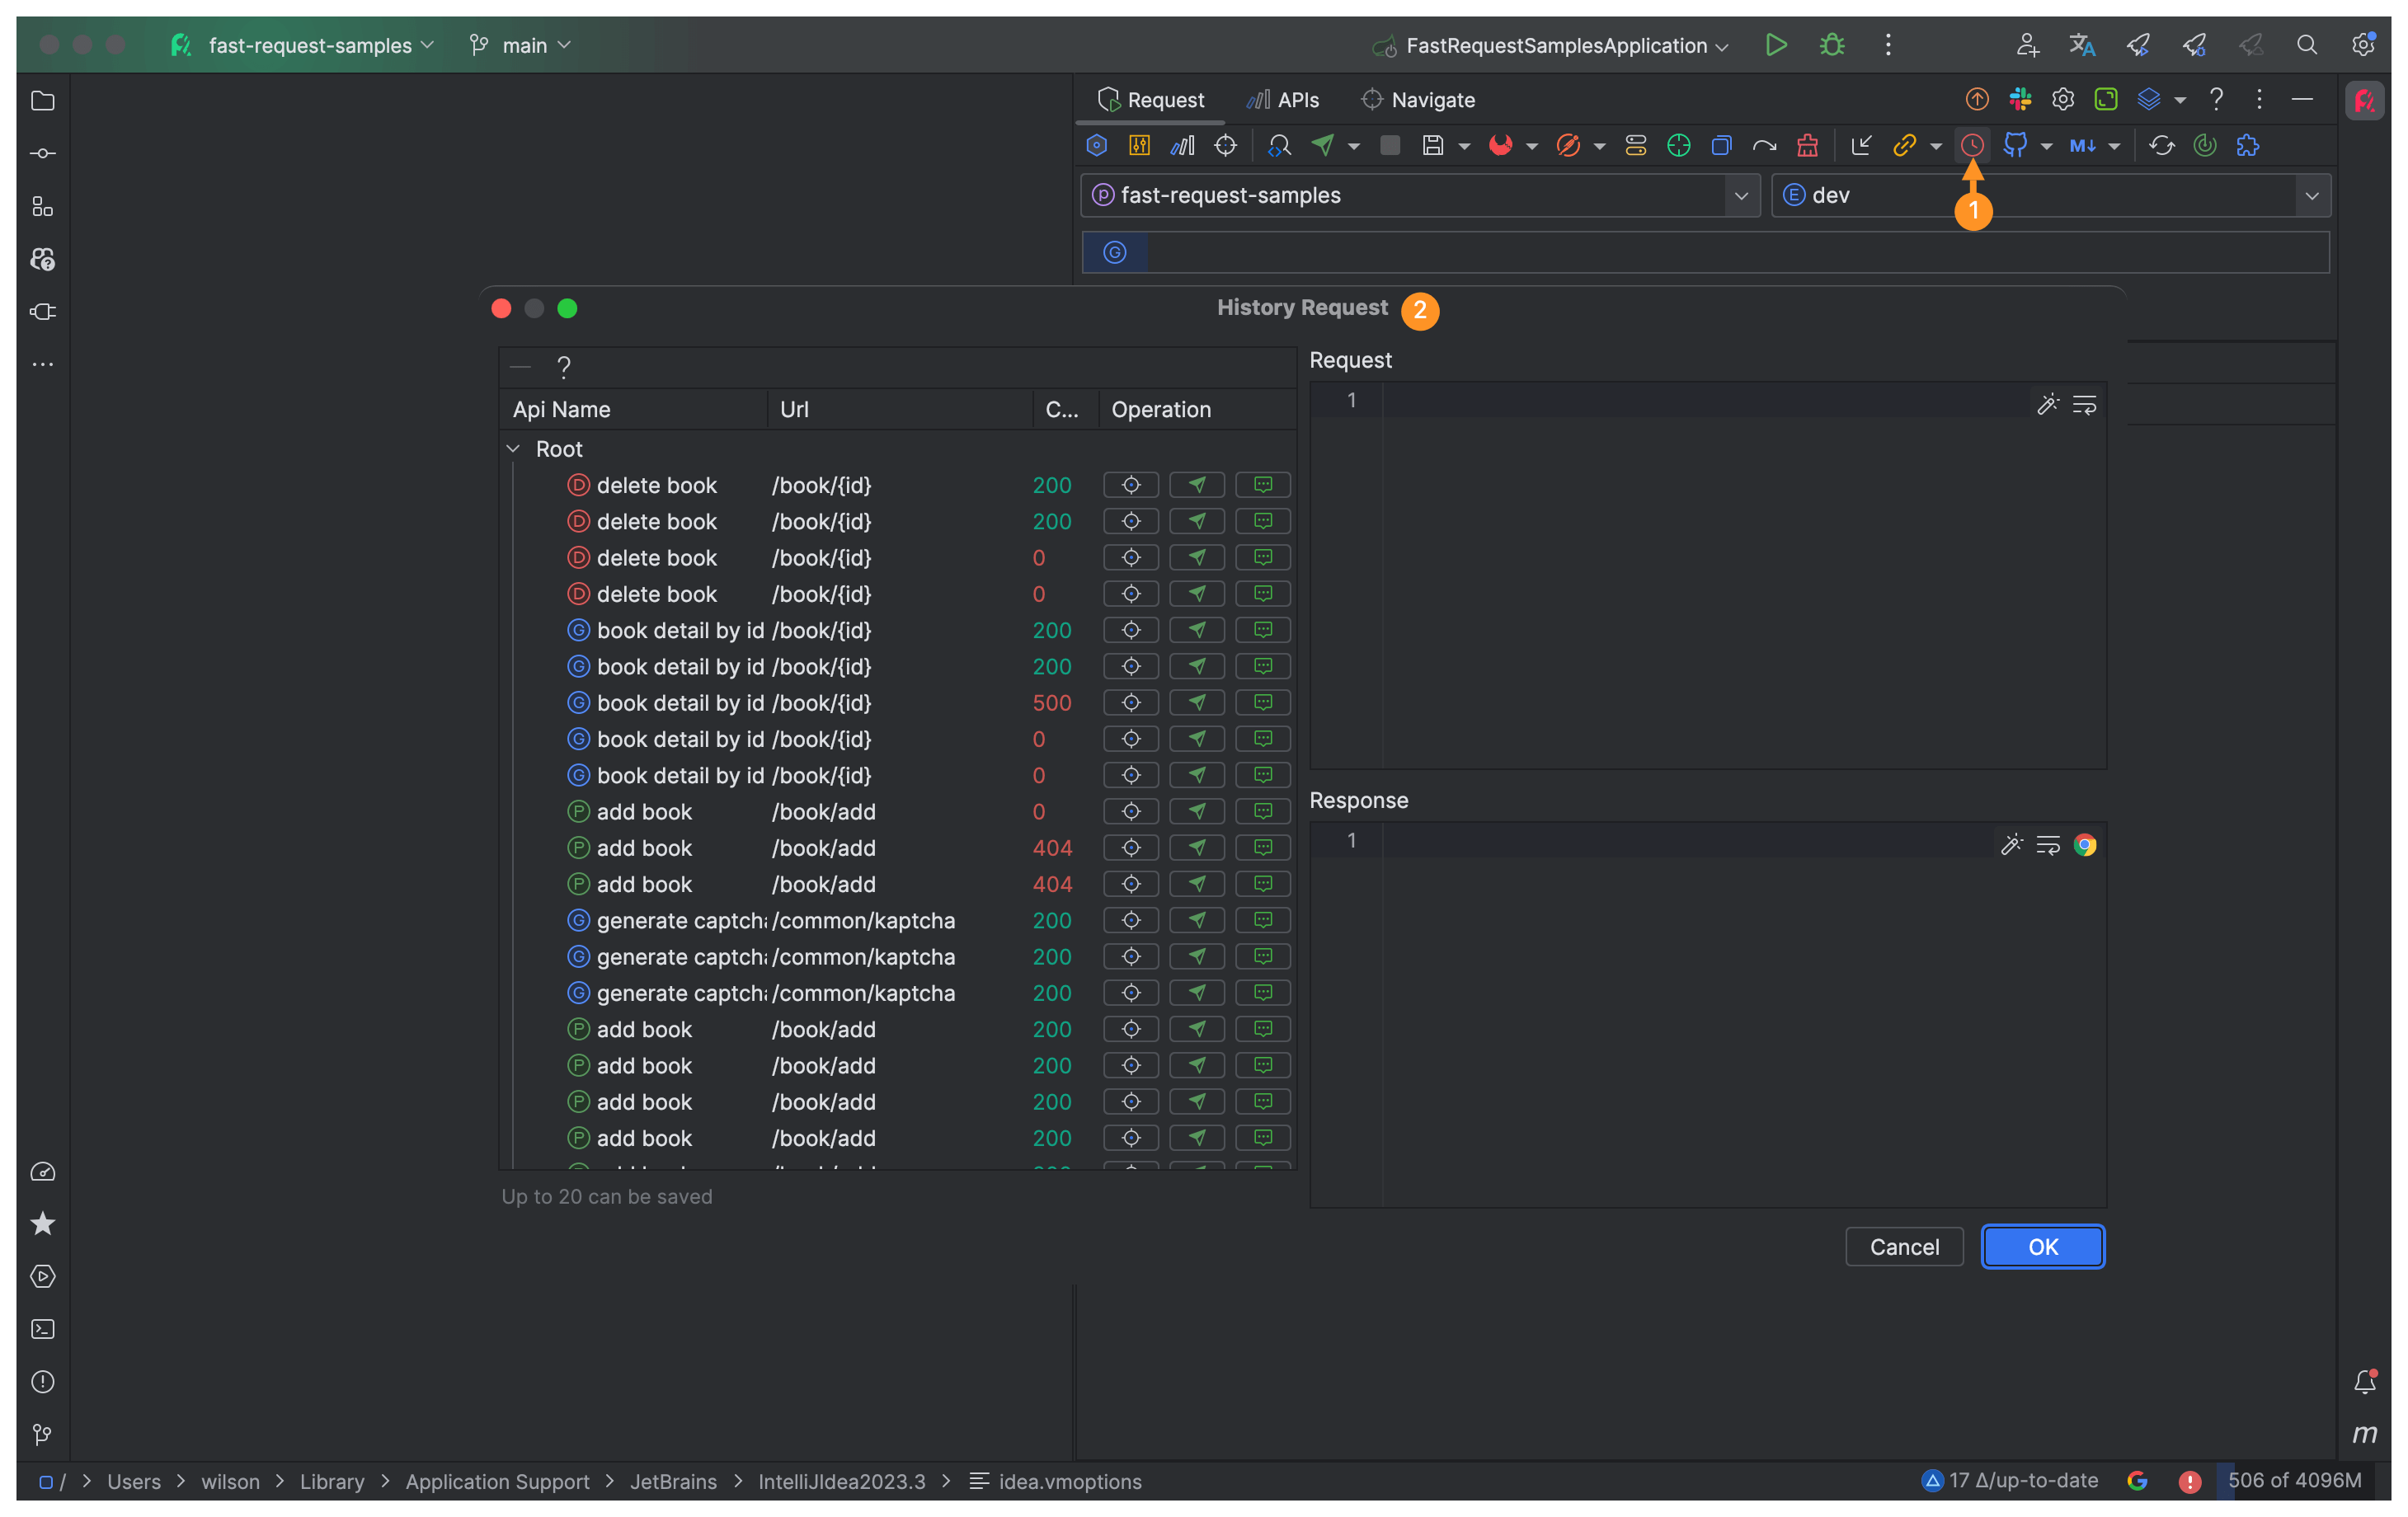 fast-request-samples main FastRequestSamplesApplication
Request APIs Navigate
M↓
fast-request-samples dev
1
G
History Request 2
?
Api Name Url C... Operation
Root
D delete book /book/{id} 200
D delete book /book/{id} 200
D delete book /book/{id} 0
D delete book /book/{id} 0
G book detail by id /book/{id} 200
G book detail by id /book/{id} 200
G book detail by id /book/{id} 500
G book detail by id /book/{id} 0
G book detail by id /book/{id} 0
P add book /book/add 0
P add book /book/add 404
P add book /book/add 404
G generate captch /common/kaptcha 200
G generate captch /common/kaptcha 200
G generate captch /common/kaptcha 200
P add book /book/add 200
P add book /book/add 200
P add book /book/add 200
P add book /book/add 200
Up to 20 can be saved
Request
1
Response
1
Cancel OK
m
/ > Users > wilson > Library > Application Support > JetBrains > IntelliJIdea2023.3 > idea.vmoptions 17 Δ/up-to-date 506 of 4096M